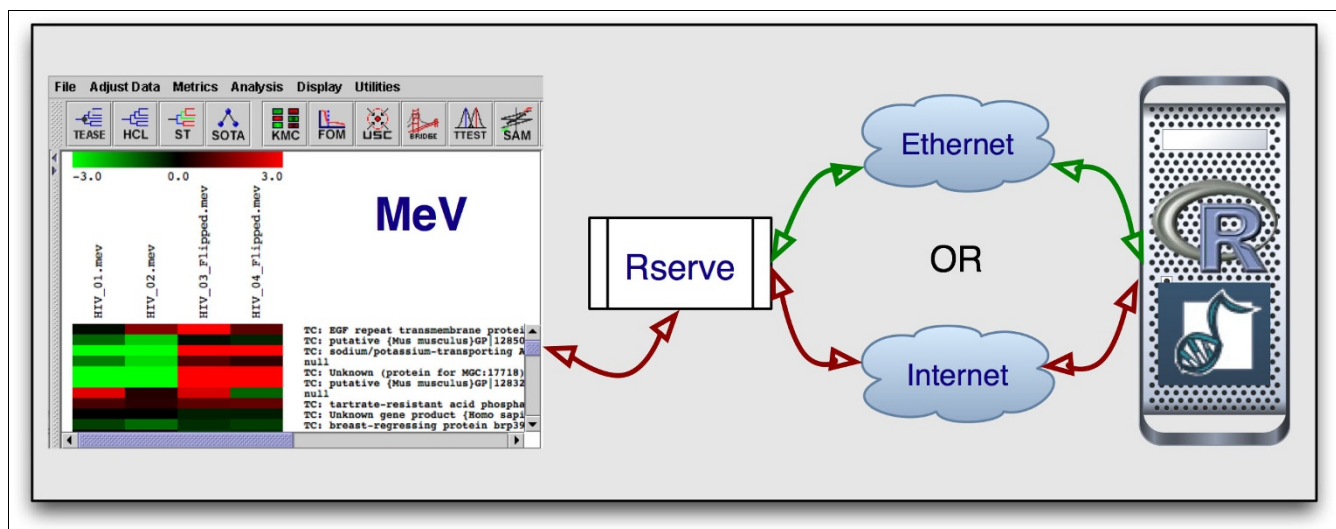 File Adjust Data Metrics Analysis Display Utilities
TEASE HCL ST SOTA KMC FOM USC BRIDGE TTEST SAM
-3.0 0.0 3.0
HIV_01.mev
HIV_02.mev
HIV_03_Flipped.mev
HIV_04_Flipped.mev
MeV
TC: EGF repeat transmembrane protei
TC: putative {Mus musculus}GP|12850
TC: sodium/potassium-transporting A
null
TC: Unknown (protein for MGC:17718)
TC: putative {Mus musculus}GP|12832
null
TC: tartrate-resistant acid phospha
TC: Unknown gene product {Homo sapi
TC: breast-regressing protein brp39
Rserve
Ethernet
OR
Internet
R